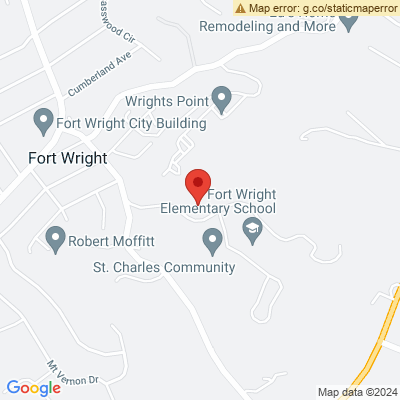 Map error: g.co/staticmaperror
Remodeling and More
Cumberland Ave
Wrights Point
Fort Wright City Building
Fort Wright
Fort Wright
Elementary School
Robert Moffitt
St. Charles Community
Mt Vernon Dr
Google
Map data ©2024